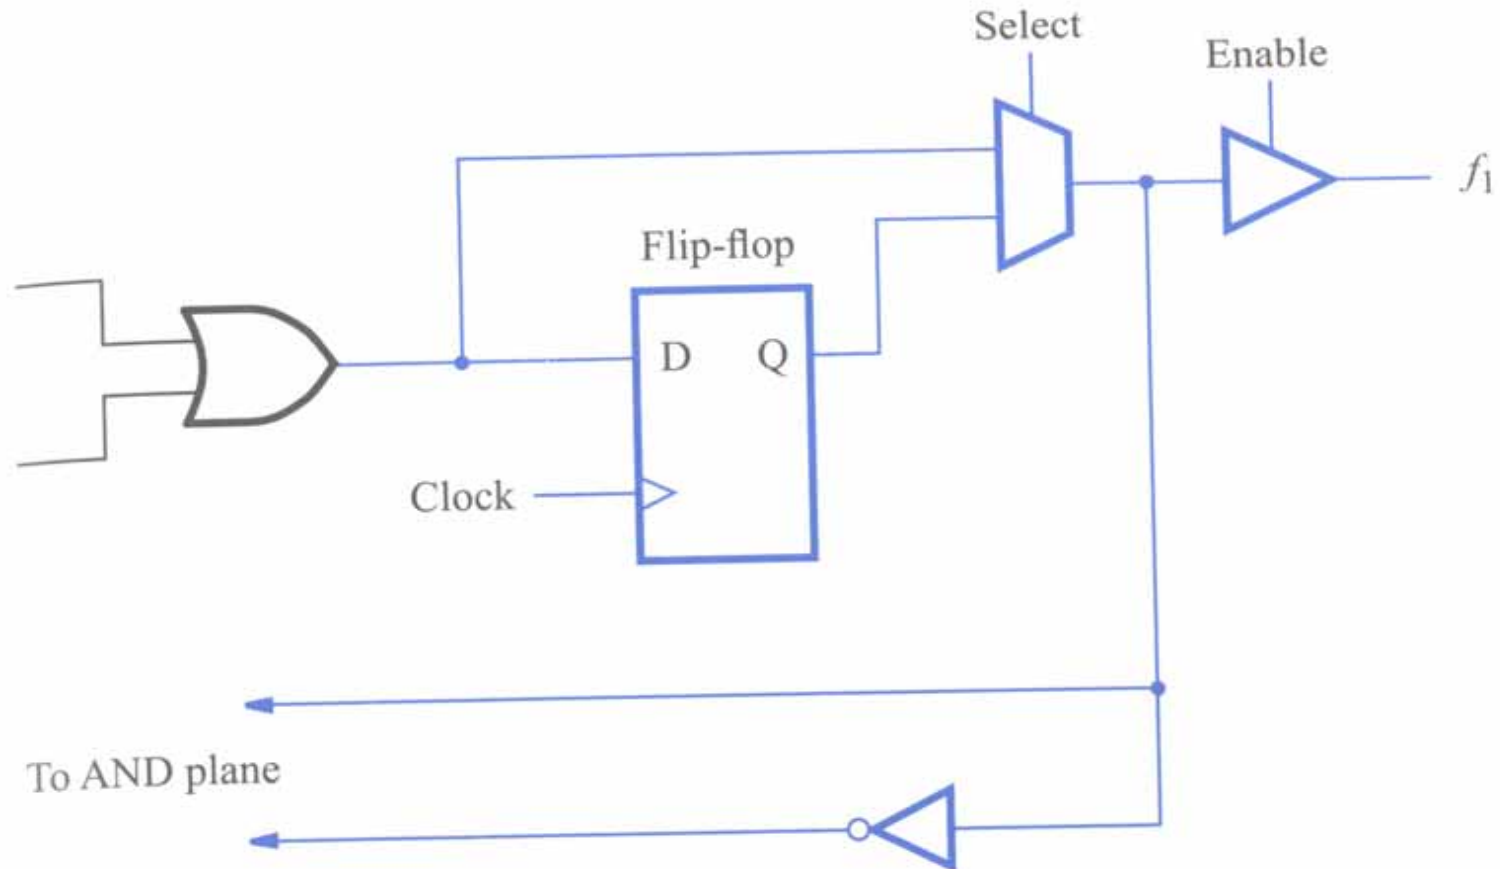 Select
Enable
f₁
Flip-flop
D Q
Clock
To AND plane